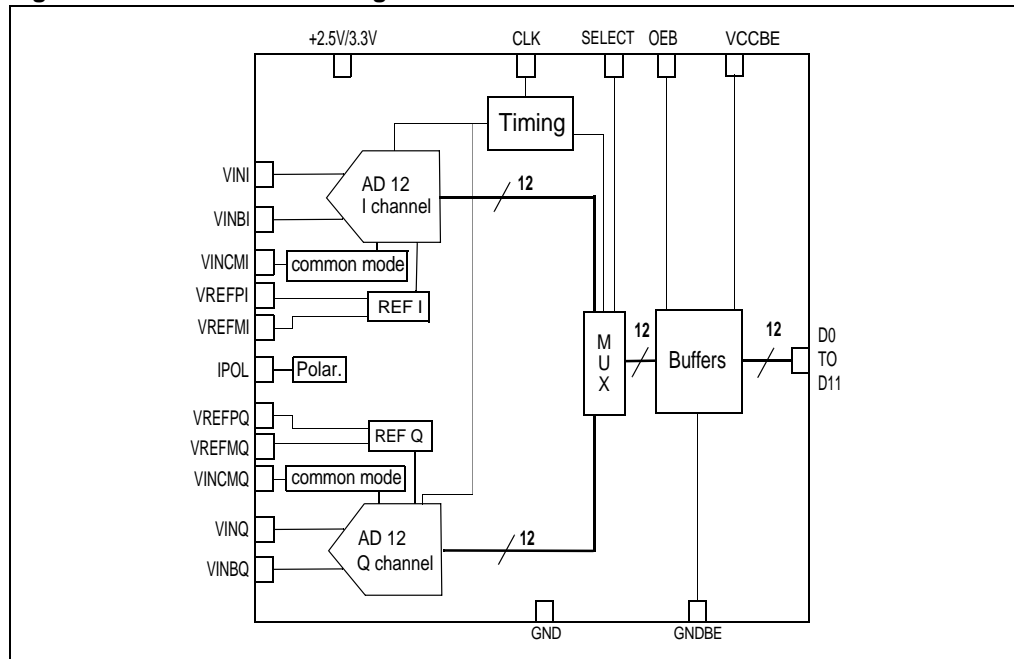 +2.5V/3.3V CLK SELECT OEB VCCBE
Timing
VINI
AD 12
I channel
12
VINBI
VINCMI
common mode
VREFPI
REF I
VREFMI
M
U
X
12
Buffers
12
D0
TO
D11
IPOL
Polar.
VREFPQ
REF Q
VREFMQ
VINCMQ
common mode
VINQ
AD 12
Q channel
12
VINBQ
GND
GNDBE